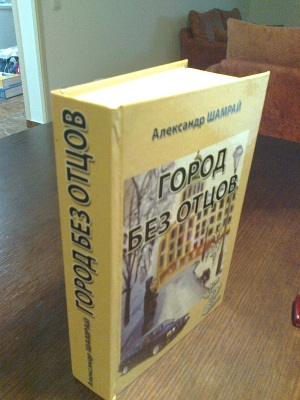 Александр ШАМРАЙ
ГОРОД
БЕЗ ОТЦОВ
Александр ШАМРАЙ ГОРОД БЕЗ ОТЦОВ